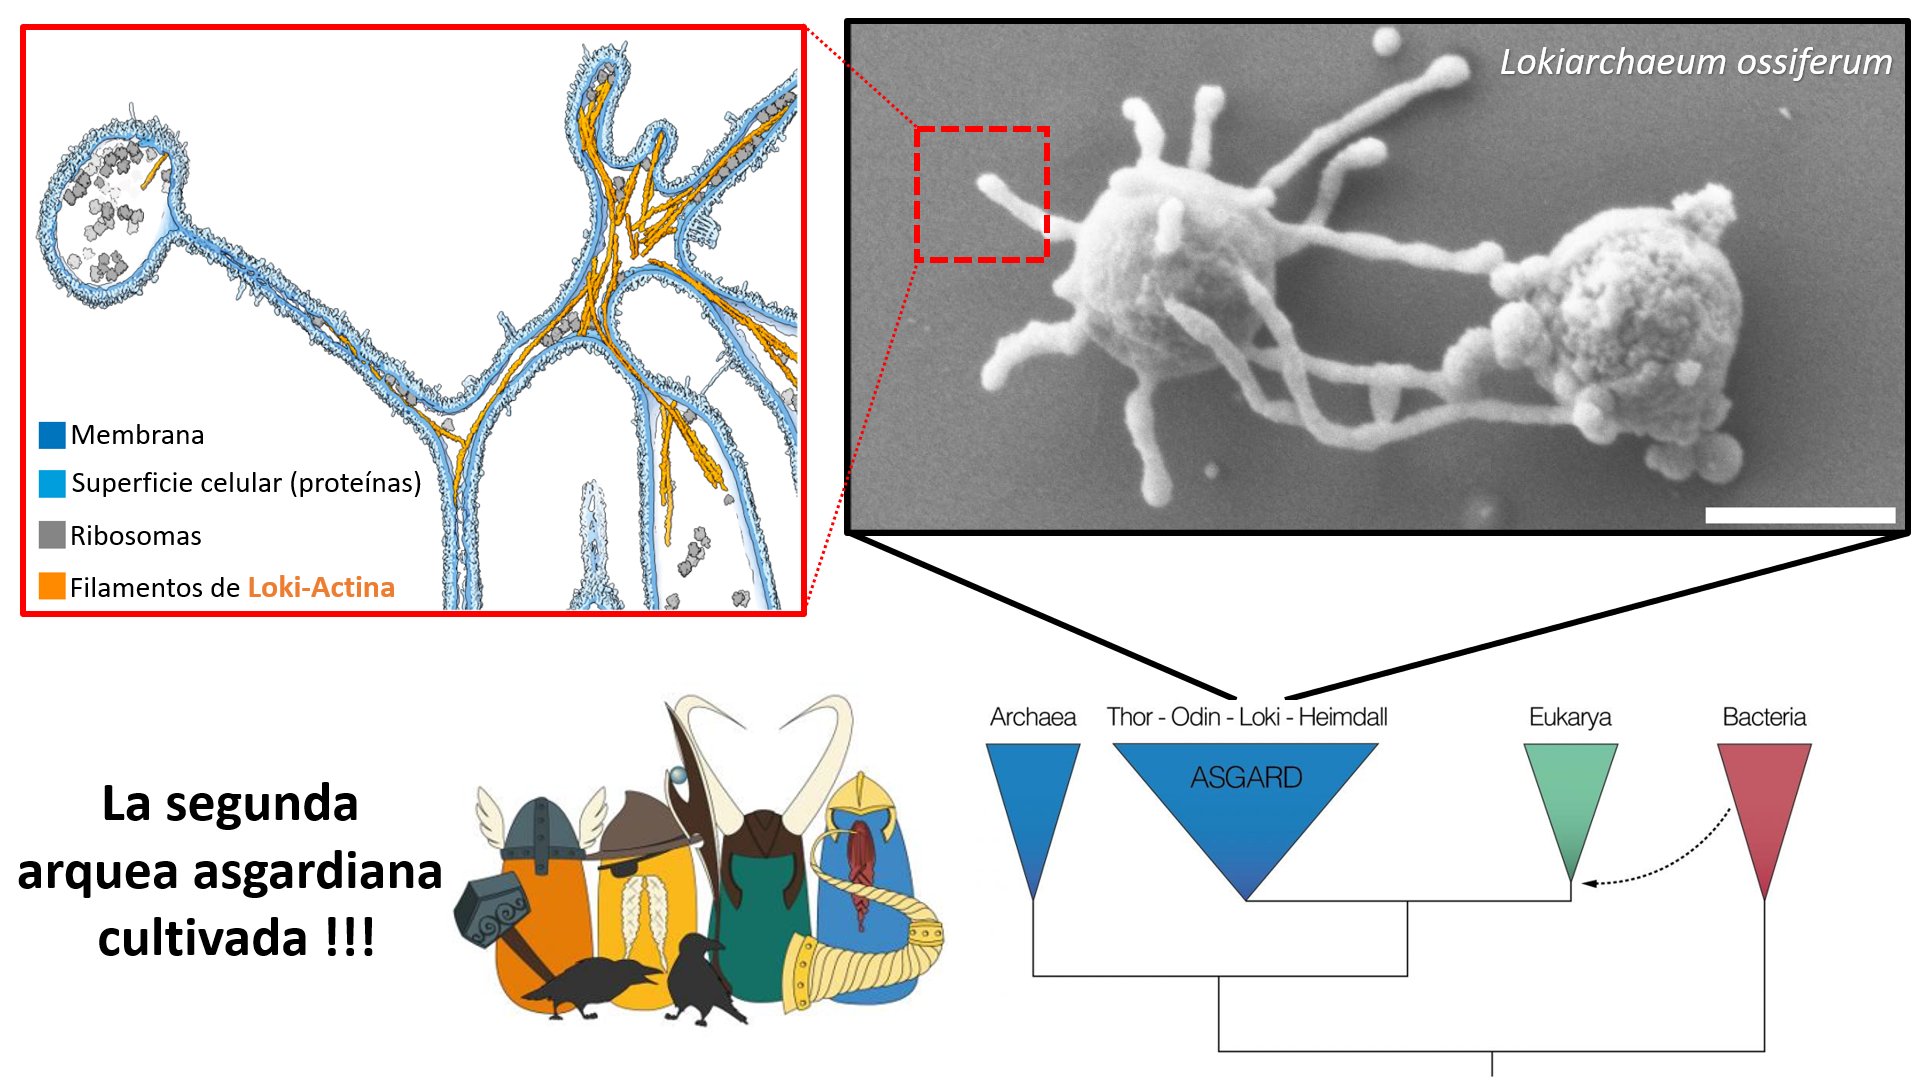 Lokiarchaeum ossiferum
Membrana
Superficie celular (proteínas)
Ribosomas
Filamentos de Loki-Actina
La segunda
arquea asgardiana
cultivada !!!
Archaea
Thor - Odin - Loki - Heimdall
Eukarya
Bacteria
ASGARD